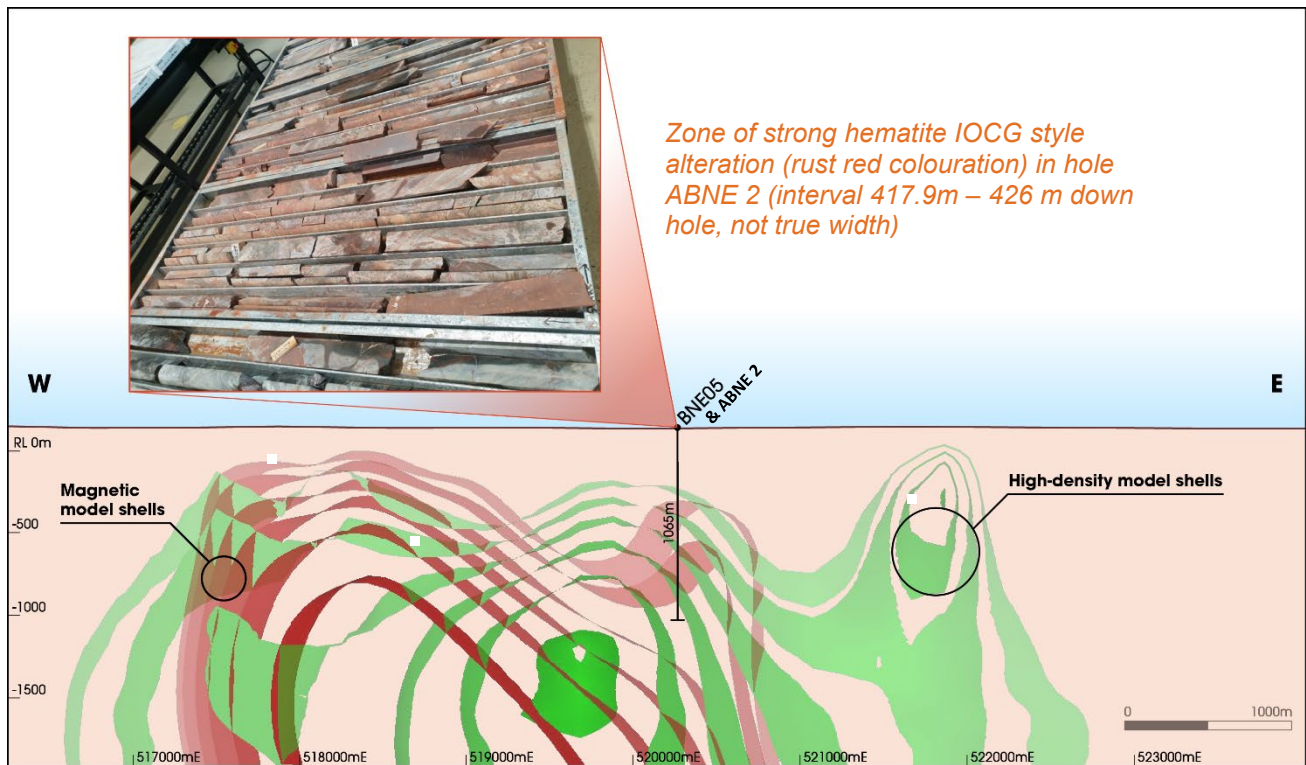 Zone of strong hematite IOCG style
alteration (rust red colouration) in hole
ABNE 2 (interval 417.9m – 426 m down
hole, not true width)
W
BNE05
& ABNE 2
E
RL 0m
Magnetic
model shells
High-density model shells
-500
1065m
-1000
-1500
0
1000m
517000mE
518000mE
519000mE
520000mE
521000mE
522000mE
523000mE